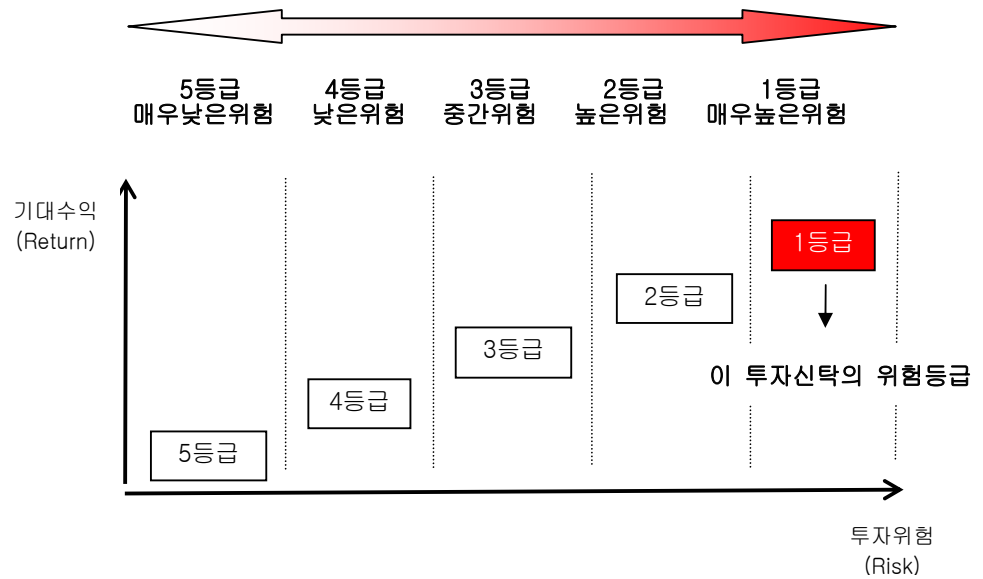 5등급 4등급 3등급 2등급 1등급
매우낮은위험 낮은위험 중간위험 높은위험 매우높은위험
기대수익
(Return)
1등급
2등급
3등급
이 투자신탁의 위험등급
4등급
5등급
투자위험
(Risk)